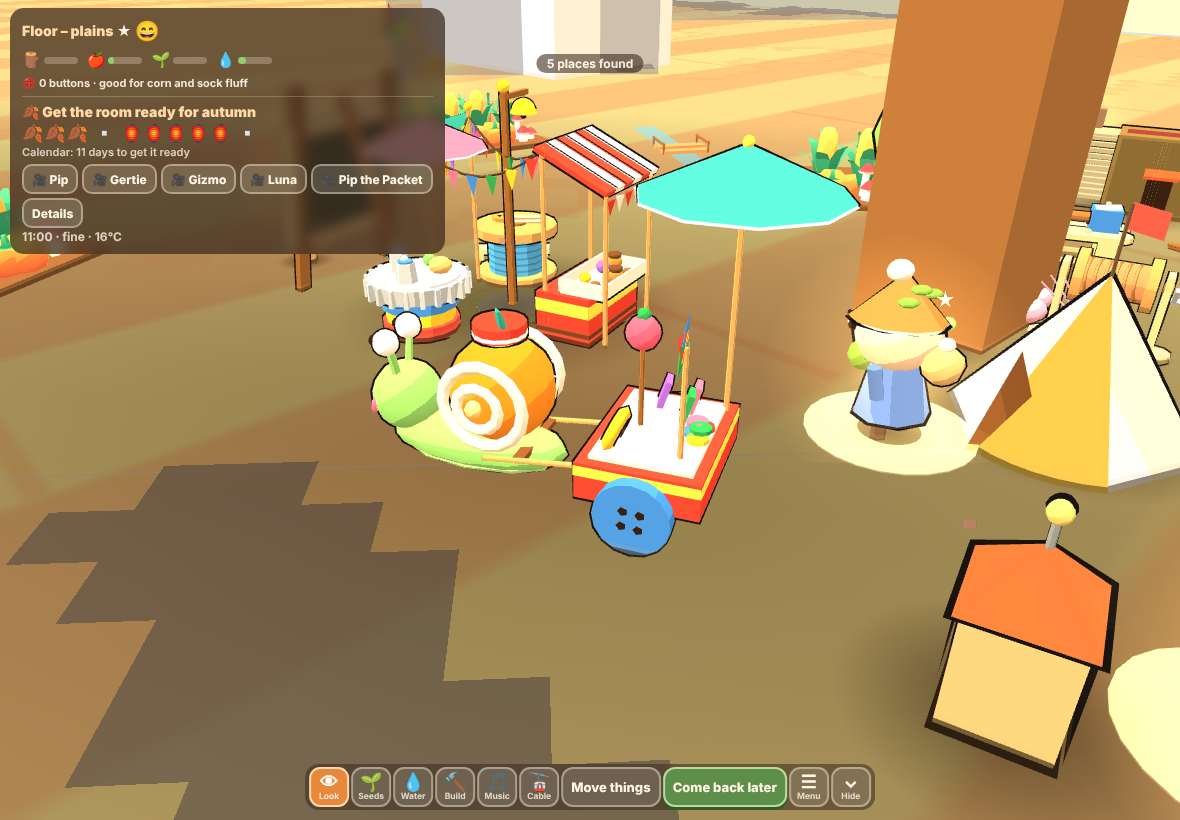 Floor – plains
0 buttons · good for corn and sock fluff
Get the room ready for autumn
Calendar: 11 days to get it ready
Pip
Gertie
Gizmo
Luna
Pip the Packet
Details
11:00 · fine · 16°C
5 places found
Look
Seeds
Water
Build
Music
Cable
Move things
Come back later
Menu
Hide